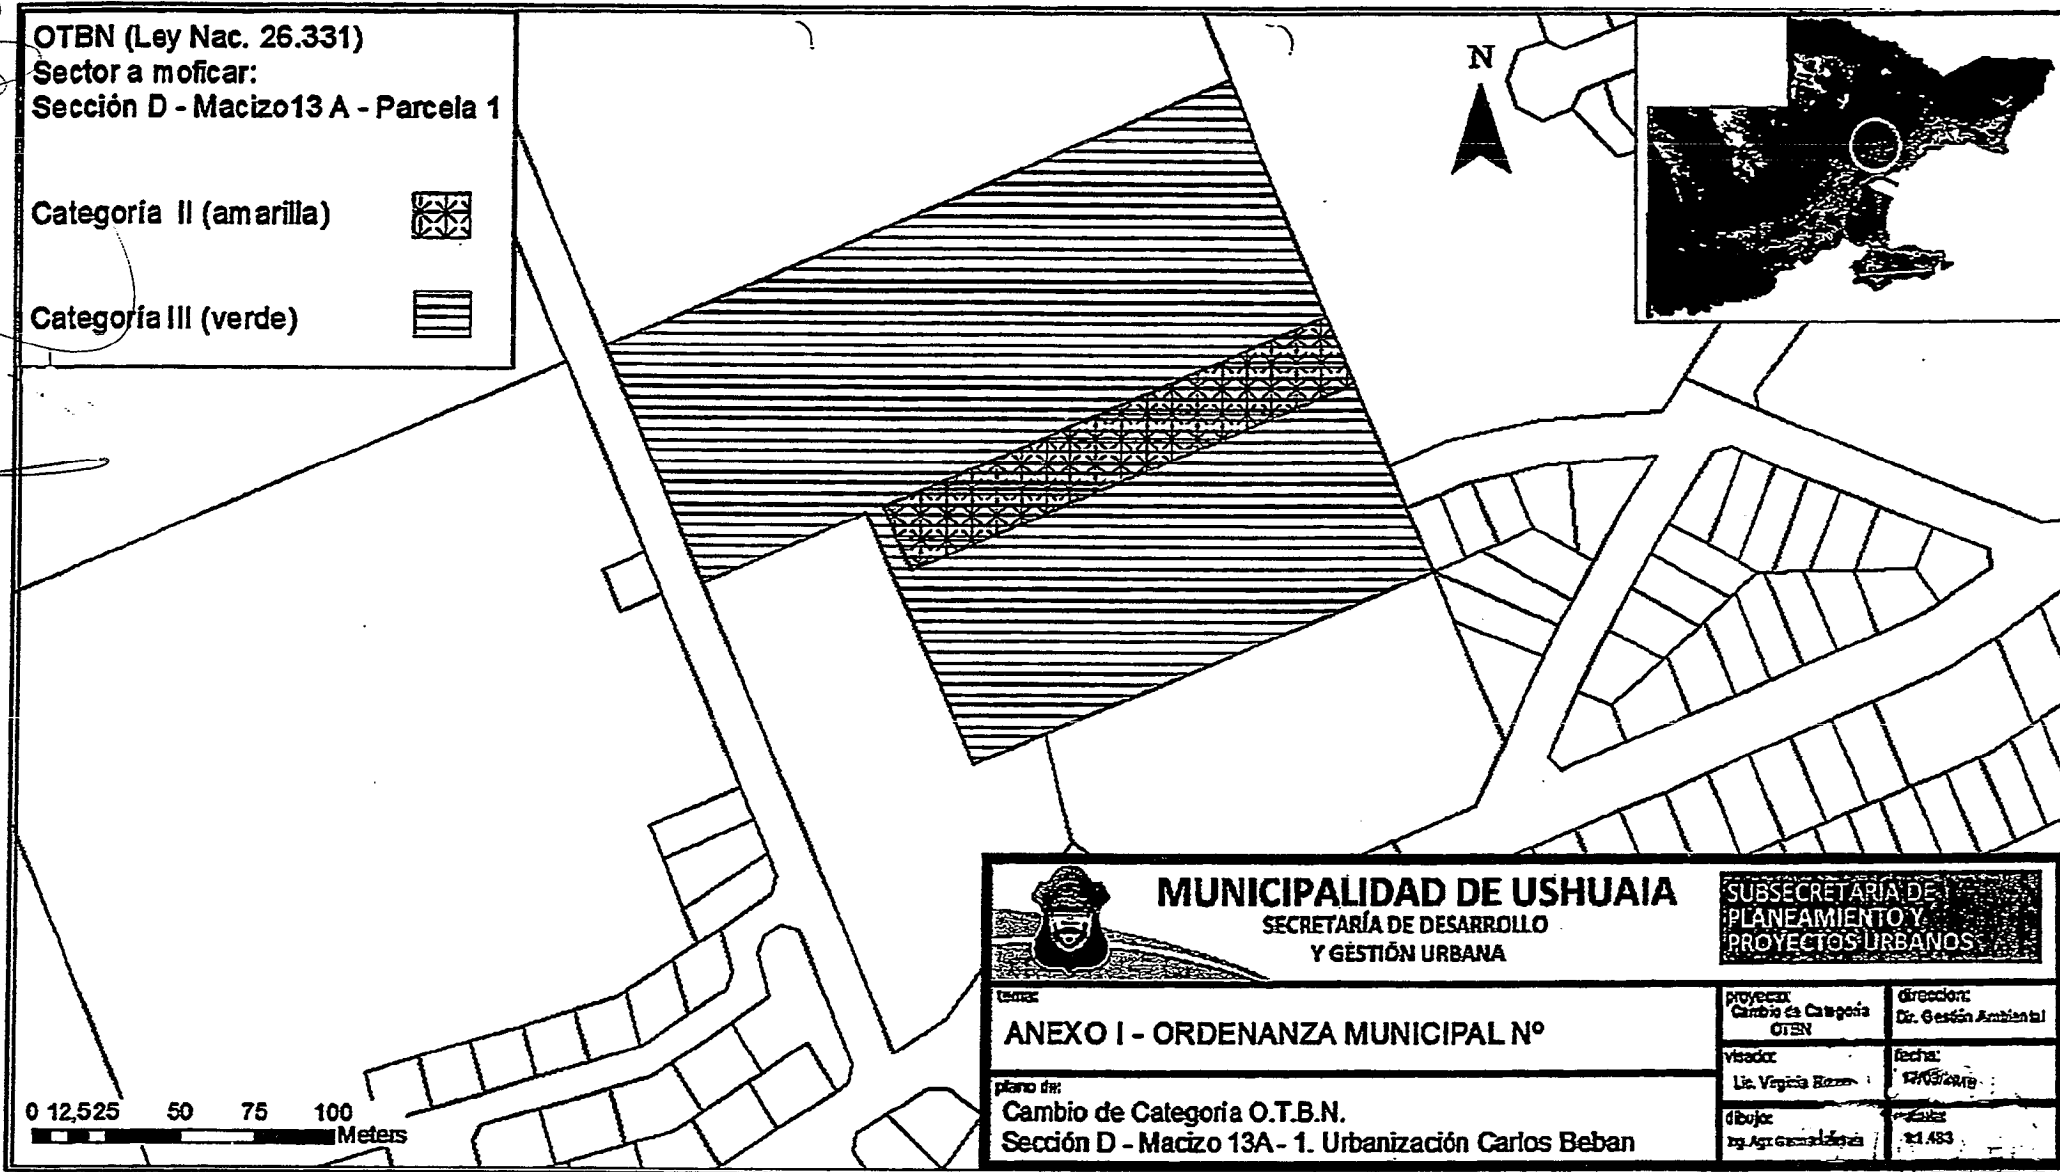 OTBN (Ley Nac. 26.331)
Sector a moficar:
Sección D - Macizo13 A - Parcela 1
Categoría II (amarilla)
Categoría III (verde)
N
0 12,525 50 75 100
Meters
MUNICIPALIDAD DE USHUAIA
SECRETARÍA DE DESARROLLO
Y GESTIÓN URBANA
SUBSECRETARÍA DE
PLANEAMIENTO Y
PROYECTOS URBANOS
tema:
ANEXO I - ORDENANZA MUNICIPAL Nº
plano de:
Cambio de Categoría O.T.B.N.
Sección D - Macizo 13A - 1. Urbanización Carlos Beban
Cambio de Categoría
OTBN
dirección:
Dir. Gestión Ambiental
visado:
Lic. Virginia
fecha:
dibujo: